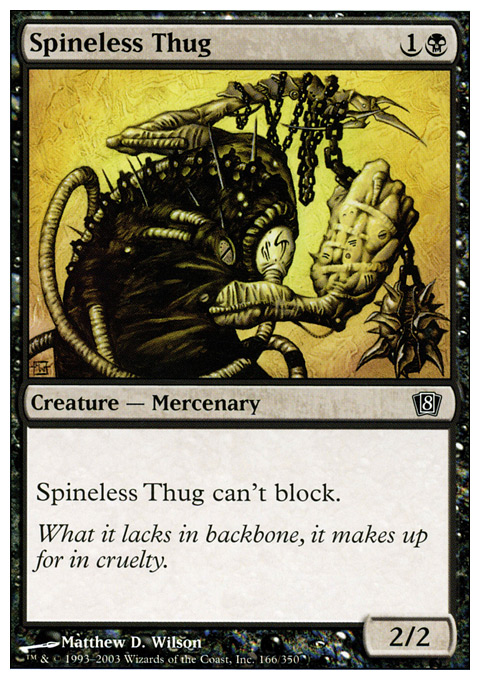 Spineless Thug 1
Creature — Mercenary 8
Spineless Thug can't block.
What it lacks in backbone, it makes up
for in cruelty.
2/2
Matthew D. Wilson
™ & © 1993–2003 Wizards of the Coast, Inc. 166/350